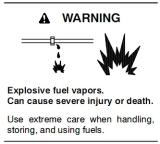 WARNING
Explosive fuel vapors.
Can cause severe injury or death.
Use extreme care when handling,
storing, and using fuels.